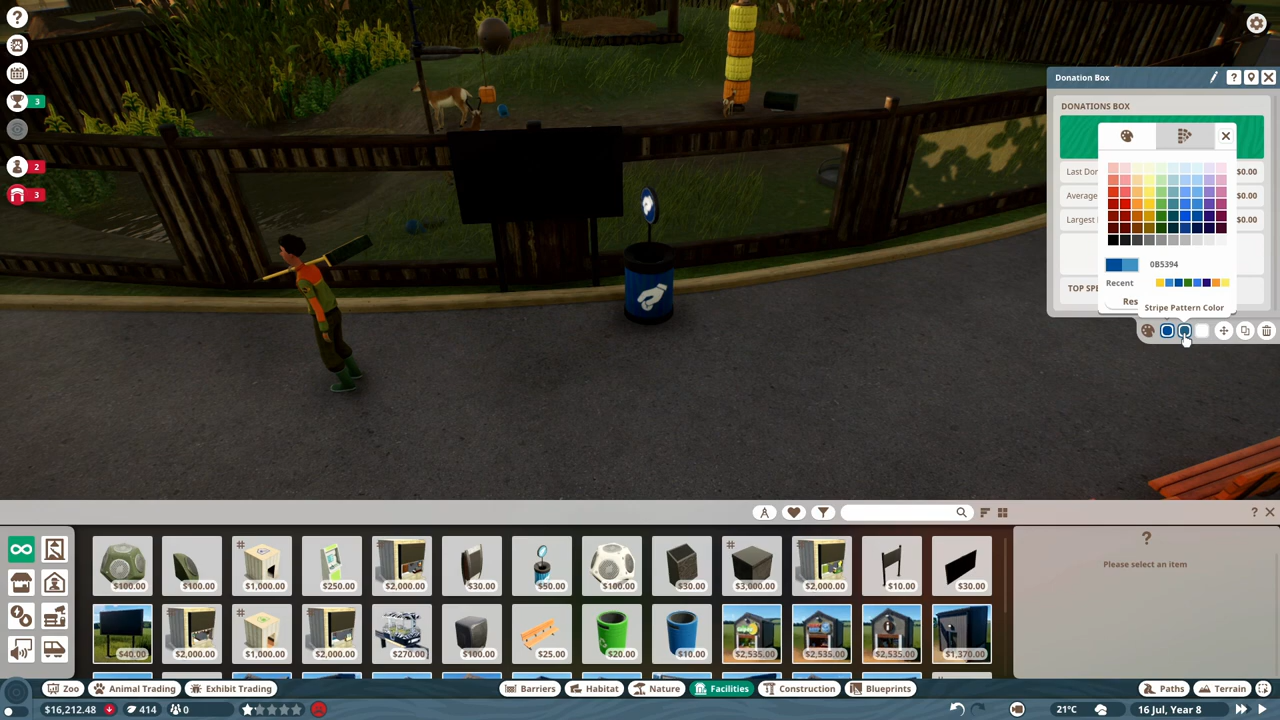 ?
3
2
3
Donation Box
?
DONATIONS BOX
Last Don
$0.00
Average
$0.00
Largest
$0.00
TOP SPE
0B5394
Recent
Res
Stripe Pattern Color
?
?
Please select an item
$100.00
$100.00
#
$1,000.00
$250.00
#
$2,000.00
$30.00
$50.00
$100.00
$30.00
#
$3,000.00
#
$2,000.00
$10.00
$30.00
$40.00
$2,000.00
#
$1,000.00
#
$2,000.00
$270.00
$100.00
$25.00
$20.00
$10.00
$2,535.00
$2,535.00
$2,535.00
$1,370.00
Zoo
Animal Trading
Exhibit Trading
Barriers
Habitat
Nature
Facilities
Construction
Blueprints
Paths
Terrain
$16,212.48
414
0
21°C
16 Jul, Year 8